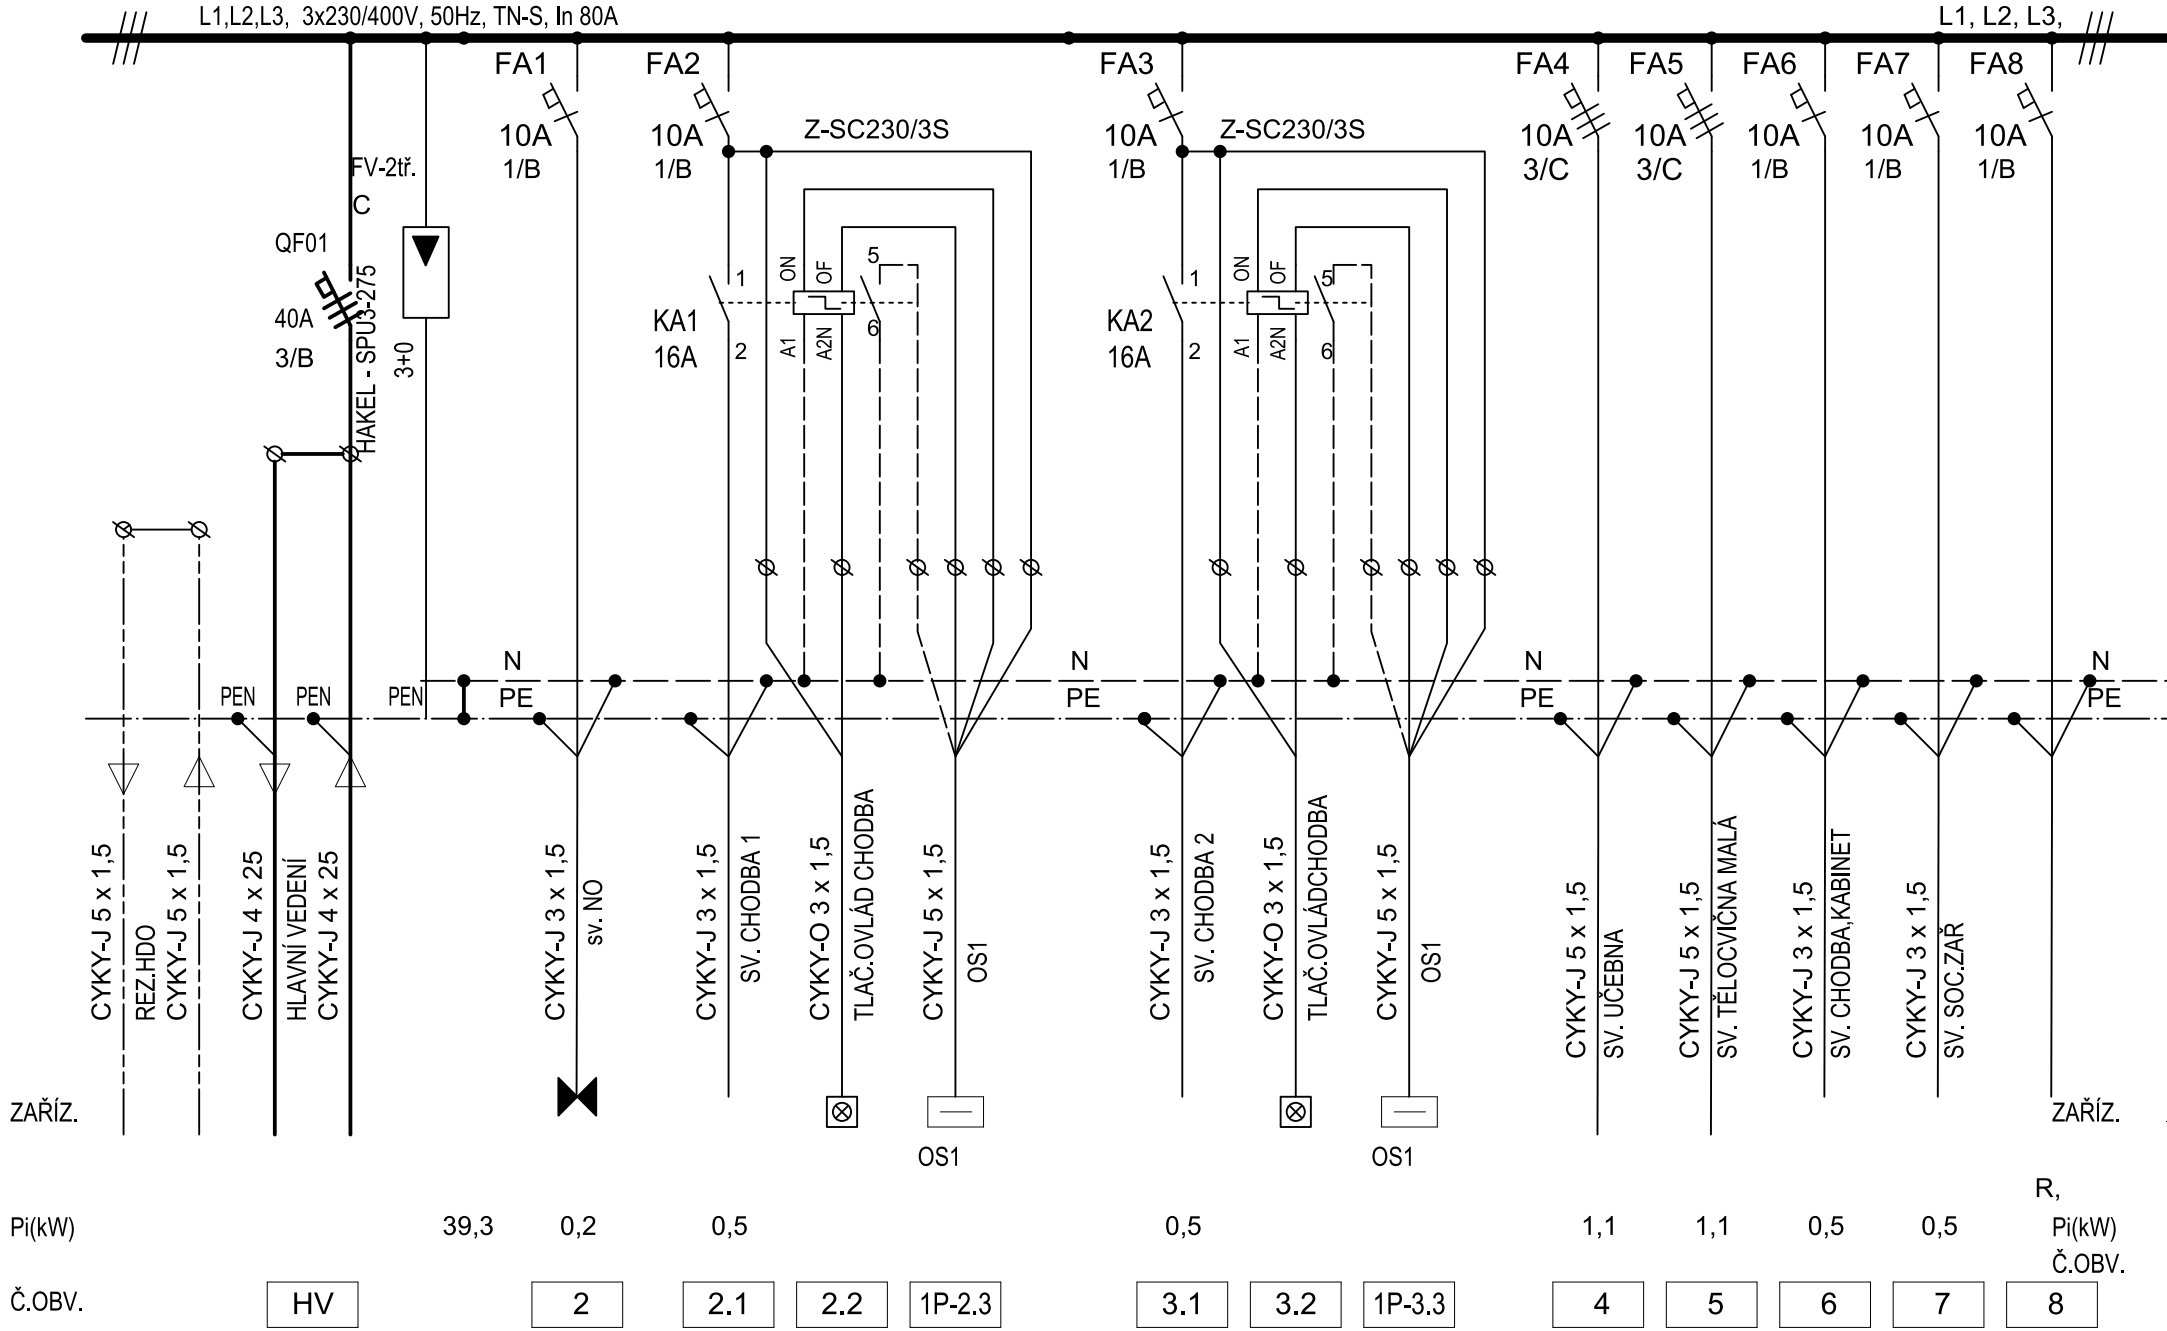 L1,L2,L3, 3x230/400V, 50Hz, TN-S, In 80A
L1, L2, L3,
FA1
10A
1/B
FA2
10A
1/B
Z-SC230/3S
FA3
10A
1/B
Z-SC230/3S
FA4
10A
3/C
FA5
10A
3/C
FA6
10A
1/B
FA7
10A
1/B
FA8
10A
1/B
FV-2tř.
C
QF01
40A
3/B
HAKEL - SPU3-275
3+0
KA1
16A
1
2
ON
OF
A1
A2N
5
6
KA2
16A
1
2
ON
OF
A1
A2N
5
6
PEN
PEN
PEN
N
PE
N
PE
N
PE
N
PE
CYKY-J 5 x 1,5
REZ.HDO
CYKY-J 5 x 1,5
CYKY-J 4 x 25
HLAVNÍ VEDENÍ
CYKY-J 4 x 25
CYKY-J 3 x 1,5
sv. NO
CYKY-J 3 x 1,5
SV. CHODBA 1
CYKY-O 3 x 1,5
TLAČ.OVLÁD CHODBA
CYKY-J 5 x 1,5
OS1
CYKY-J 3 x 1,5
SV. CHODBA 2
CYKY-O 3 x 1,5
TLAČ.OVLÁDCHODBA
CYKY-J 5 x 1,5
OS1
CYKY-J 5 x 1,5
SV. UČEBNA
CYKY-J 5 x 1,5
SV. TĚLOCVIČNA MALÁ
CYKY-J 3 x 1,5
SV. CHODBA,KABINET
CYKY-J 3 x 1,5
SV. SOC.ZAŘ
ZAŘÍZ.
OS1
OS1
ZAŘÍZ.
R,
Pi(kW)
39,3
0,2
0,5
0,5
1,1
1,1
0,5
0,5
Pi(kW)
Č.OBV.
Č.OBV.
HV
2
2.1
2.2
1P-2.3
3.1
3.2
1P-3.3
4
5
6
7
8